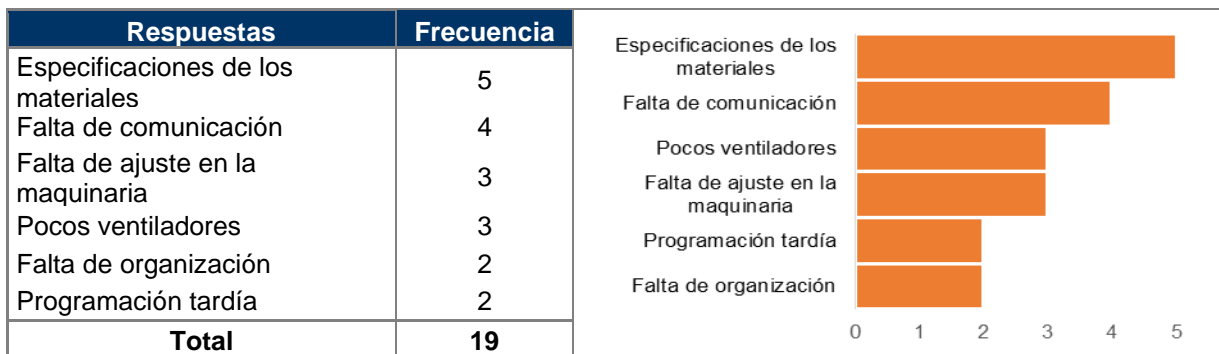 Respuestas Frecuencia
Especificaciones de los
materiales 5
Falta de comunicación 4
Falta de ajuste en la
maquinaria 3
Pocos ventiladores 3
Falta de organización 2
Programación tardía 2
Total 19
Especificaciones de los
materiales
Falta de comunicación
Pocos ventiladores
Falta de ajuste en la
maquinaria
Programación tardía
Falta de organización
0 1 2 3 4 5